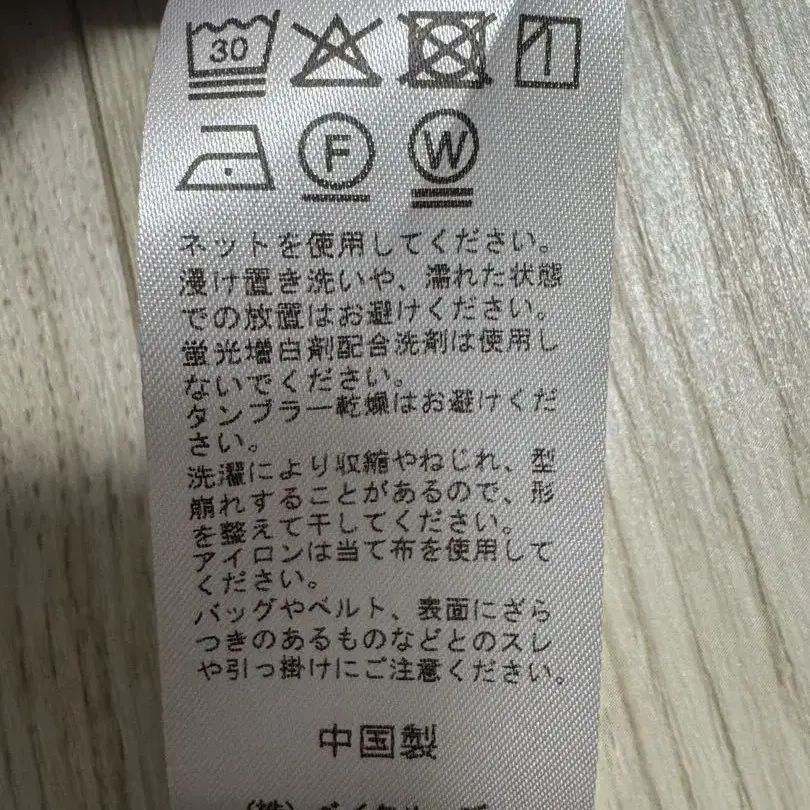 30
F
W
ネットを使用してください。
浸け置き洗いや、濡れた状態
での放置はお避けください。
蛍光増白剤配合洗剤は使用し
ないでください。
タンブラー乾燥はお避けくだ
さい。
洗濯により収縮やねじれ、型
崩れすることがあるので、形
を整えて干してください。
アイロンは当て布を使用して
ください。
バッグやベルト、表面にざら
つきのあるものなどとのスレ
や引っ掛けにご注意ください。
中国製